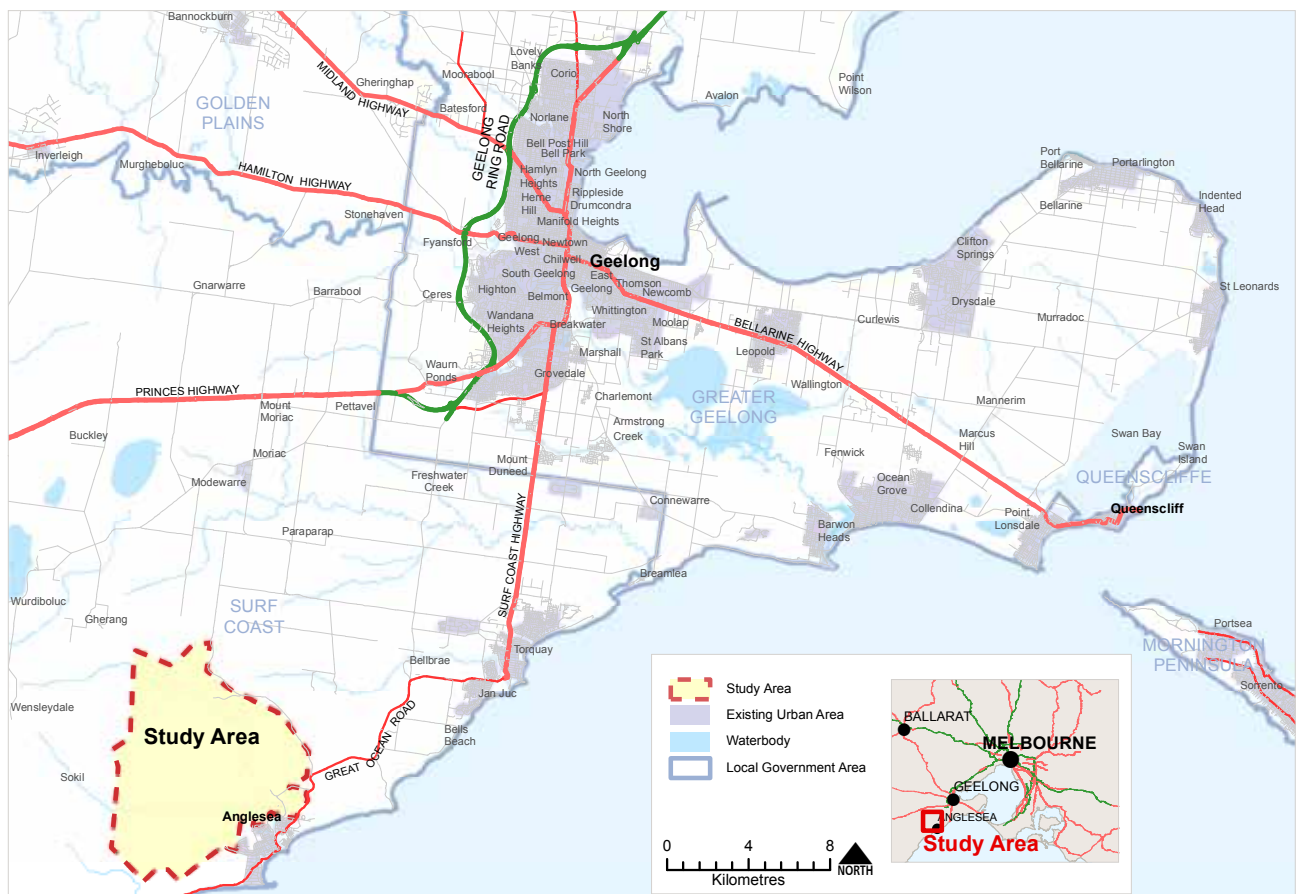 Bannockburn
Lovely
Banks
Corio
Moorabool
Gheringhap
MIDLAND HIGHWAY
Batesford
GOLDEN
PLAINS
Point
Wilson
Avalon
Norlane
North
Shore
GEELONG
RING ROAD
Bell Post Hill
Bell Park
Inverleigh
Murgheboluc
HAMILTON HIGHWAY
Hamlyn
Heights
North Geelong
Herne
Hill
Rippleside
Drumcondra
Manifold Heights
Stonehaven
Fyansford
Geelong
West
Newtown
Chilwell
Geelong
Port
Bellarine
Portarlington
Bellarine
Indented
Head
Clifton
Springs
South Geelong
East
Geelong
Thomson
Newcomb
Gnarwarre
Barrabool
Ceres
Highton
Belmont
Whittington
St Leonards
Drysdale
Wandana
Heights
Breakwater
Moolap
BELLARINE HIGHWAY
Curlewis
Murradoc
Marshall
St Albans
Park
Leopold
Waurn
Ponds
Grovedale
Wallington
PRINCES HIGHWAY
Mount
Moriac
Pettavel
Charlemont
GREATER
GEELONG
Mannerim
Armstrong
Creek
Buckley
Moriac
Marcus
Hill
Swan Bay
Swan
Island
Mount
Duneed
Fenwick
Modewarre
Freshwater
Creek
Ocean
Grove
QUEENSCLIFFE
Connewarre
Collendina
Point
Lonsdale
Queenscliff
Paraparap
SURF COAST HIGHWAY
Barwon
Heads
Breamlea
Wurdiboluc
Gherang
SURF
COAST
Portsea
MORNINGTON
PENINSULA
Sorrento
Torquay
Bellbrae
Jan Juc
Wensleydale
Study Area
Bells
Beach
GREAT OCEAN ROAD
Sokil
Anglesea
Study Area
Existing Urban Area
Waterbody
Local Government Area
0 4 8
Kilometres
NORTH
BALLARAT
MELBOURNE
GEELONG
ANGLESEA
Study Area